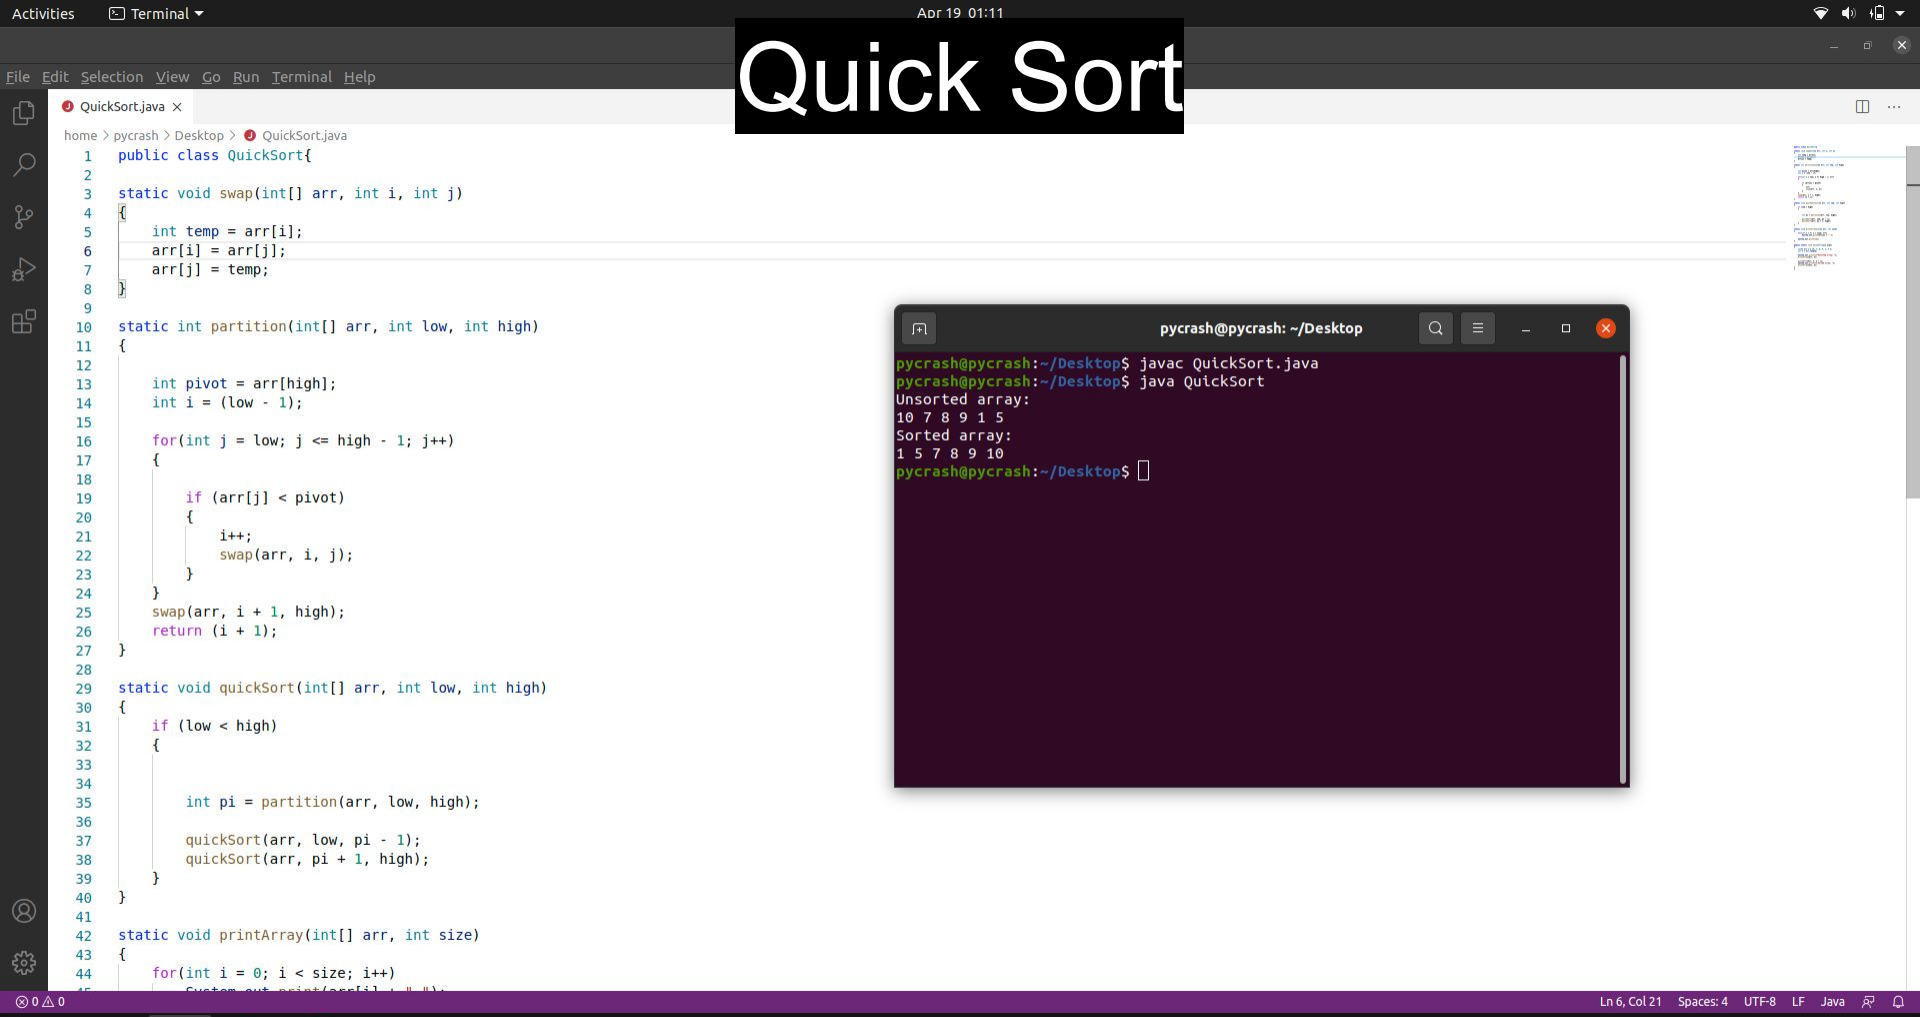 Activities
Terminal
Apr 19 01:11
Quick Sort
File Edit Selection View Go Run Terminal Help
QuickSort.java
home > pycrash > Desktop > QuickSort.java
1 public class QuickSort{
2
3 static void swap(int[] arr, int i, int j)
4 {
5 int temp = arr[i];
6 arr[i] = arr[j];
7 arr[j] = temp;
8 }
9
10 static int partition(int[] arr, int low, int high)
11 {
12
13 int pivot = arr[high];
14 int i = (low - 1);
15
16 for(int j = low; j <= high - 1; j++)
17 {
18
19 if (arr[j] < pivot)
20 {
21 i++;
22 swap(arr, i, j);
23 }
24 }
25 swap(arr, i + 1, high);
26 return (i + 1);
27 }
28
29 static void quickSort(int[] arr, int low, int high)
30 {
31 if (low < high)
32 {
33
34
35 int pi = partition(arr, low, high);
36
37 quickSort(arr, low, pi - 1);
38 quickSort(arr, pi + 1, high);
39 }
40 }
41
42 static void printArray(int[] arr, int size)
43 {
44 for(int i = 0; i < size; i++)
45 System.out.print(arr[i] + " ");
pycrash@pycrash: ~/Desktop
pycrash@pycrash:~/Desktop$ javac QuickSort.java
pycrash@pycrash:~/Desktop$ java QuickSort
Unsorted array:
10 7 8 9 1 5
Sorted array:
1 5 7 8 9 10
pycrash@pycrash:~/Desktop$
0 0
Ln 6, Col 21 Spaces: 4 UTF-8 LF Java